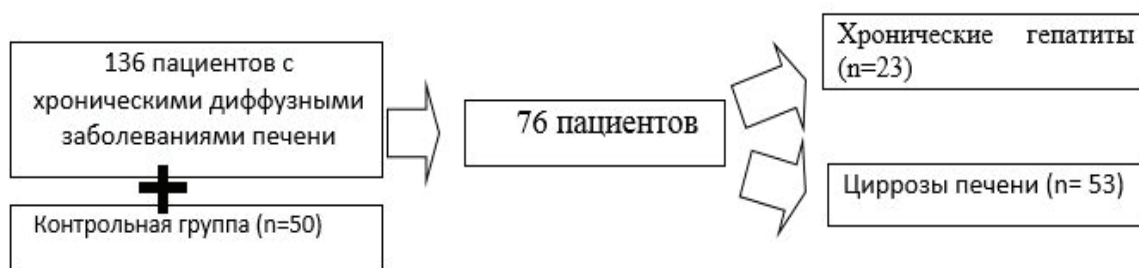 136 пациентов с
хроническими диффузными
заболеваниями печени
Контрольная группа (n=50)
76 пациентов
Хронические гепатиты
(n=23)
Циррозы печени (n= 53)